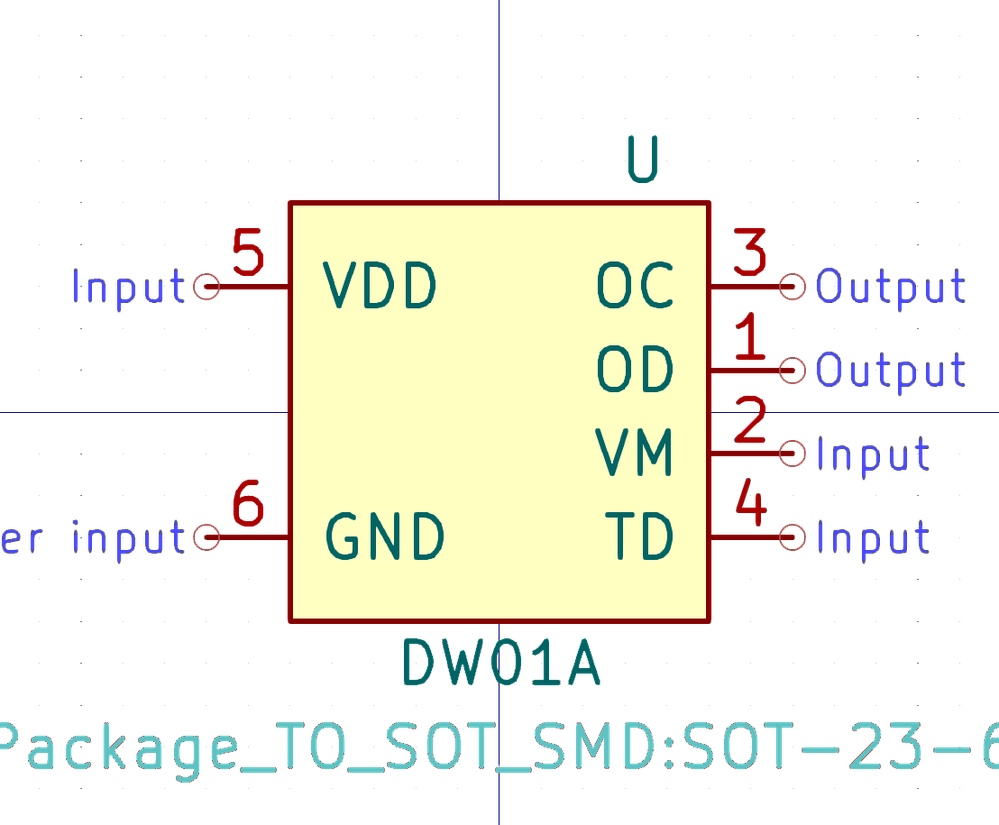 U
5 3
Input VDD OC Output
1
OD Output
2
VM Input
6 4
er input GND TD Input
DW01A
Package_TO_SOT_SMD:SOT-23-6